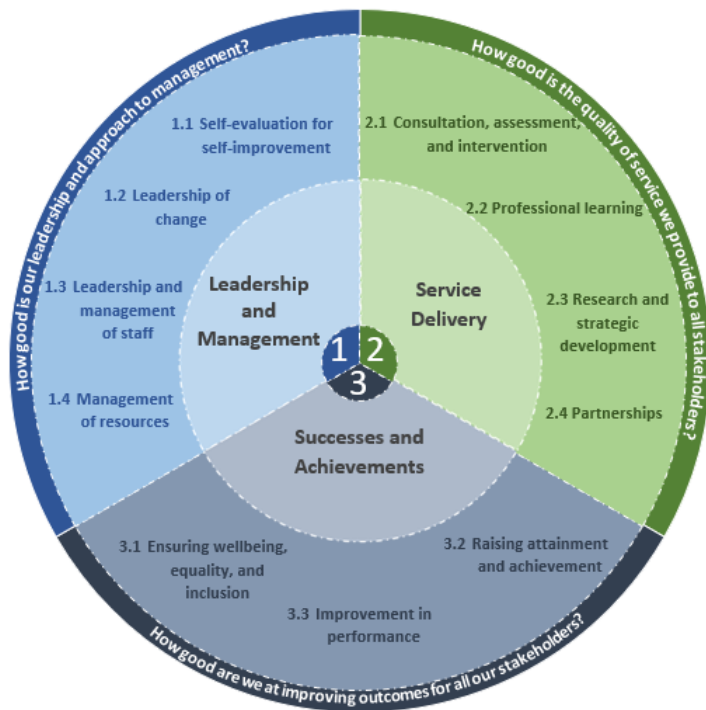 How good is our leadership and approach to management?
1.1 Self-evaluation for
self-improvement
1.2 Leadership of
change
1.3 Leadership and
management
of staff
1.4 Management
of resources
Leadership
and
Management
1
How good is the quality of service we provide to all stakeholders?
2.1 Consultation, assessment,
and intervention
2.2 Professional learning
2.3 Research and
strategic
development
2.4 Partnerships
Service
Delivery
2
3
Successes and
Achievements
3.1 Ensuring wellbeing,
equality, and
inclusion
3.2 Raising attainment
and achievement
3.3 Improvement in
performance
How good are we at improving outcomes for all our stakeholders?